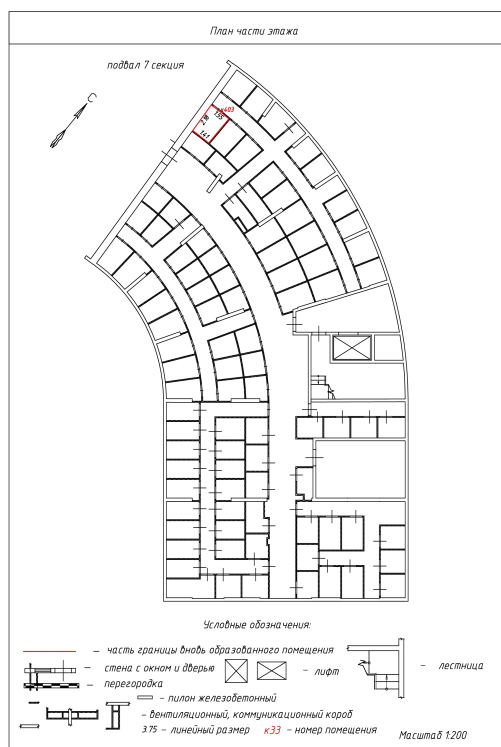 План части этажа
подвал 7 секция
С
к403
1.55
2.18
1.41
Условные обозначения:
– часть границы вновь образованного помещения
– стена с окном и дверью
– лифт
– лестница
– перегородка
– пилон железобетонный
– вентиляционный, коммуникационный короб
3.75 – линейный размер к33 – номер помещения
Масштаб 1:200